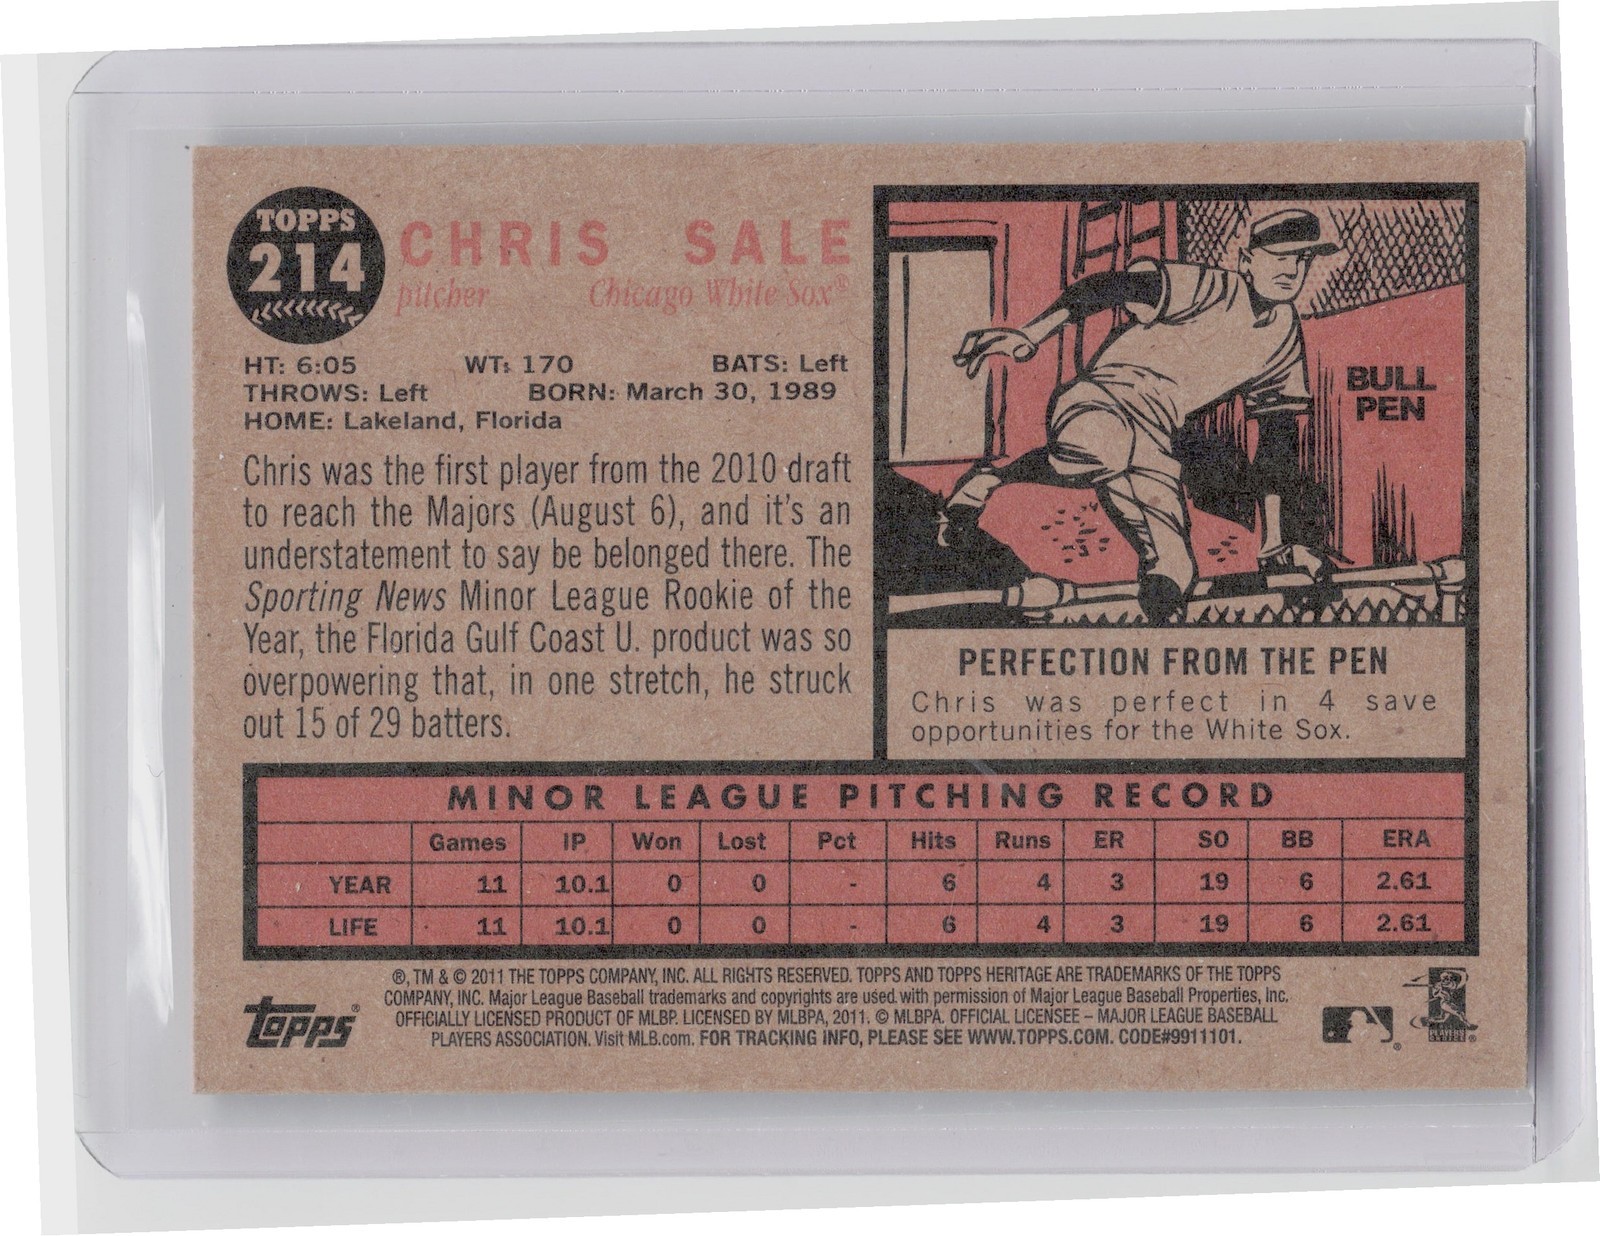 TOPPS
214
CHRIS SALE
pitcher Chicago White Sox®
HT: 6:05 WT: 170 BATS: Left
THROWS: Left BORN: March 30, 1989
HOME: Lakeland, Florida
Chris was the first player from the 2010 draft
to reach the Majors (August 6), and it's an
understatement to say be belonged there. The
Sporting News Minor League Rookie of the
Year, the Florida Gulf Coast U. product was so
overpowering that, in one stretch, he struck
out 15 of 29 batters.
BULL
PEN
PERFECTION FROM THE PEN
Chris was perfect in 4 save
opportunities for the White Sox.
MINOR LEAGUE PITCHING RECORD
Games IP Won Lost Pct Hits Runs ER SO BB ERA
YEAR 11 10.1 0 0 - 6 4 3 19 6 2.61
LIFE 11 10.1 0 0 - 6 4 3 19 6 2.61
®, TM & © 2011 THE TOPPS COMPANY, INC. ALL RIGHTS RESERVED. TOPPS AND TOPPS HERITAGE ARE TRADEMARKS OF THE TOPPS
COMPANY, INC. Major League Baseball trademarks and copyrights are used with permission of Major League Baseball Properties, Inc.
OFFICIALLY LICENSED PRODUCT OF MLBP. LICENSED BY MLBPA, 2011. © MLBPA. OFFICIAL LICENSEE – MAJOR LEAGUE BASEBALL
PLAYERS ASSOCIATION. Visit MLB.com. FOR TRACKING INFO, PLEASE SEE WWW.TOPPS.COM. CODE#9911101.
Topps®
®
PLAYERS
CHOICE®